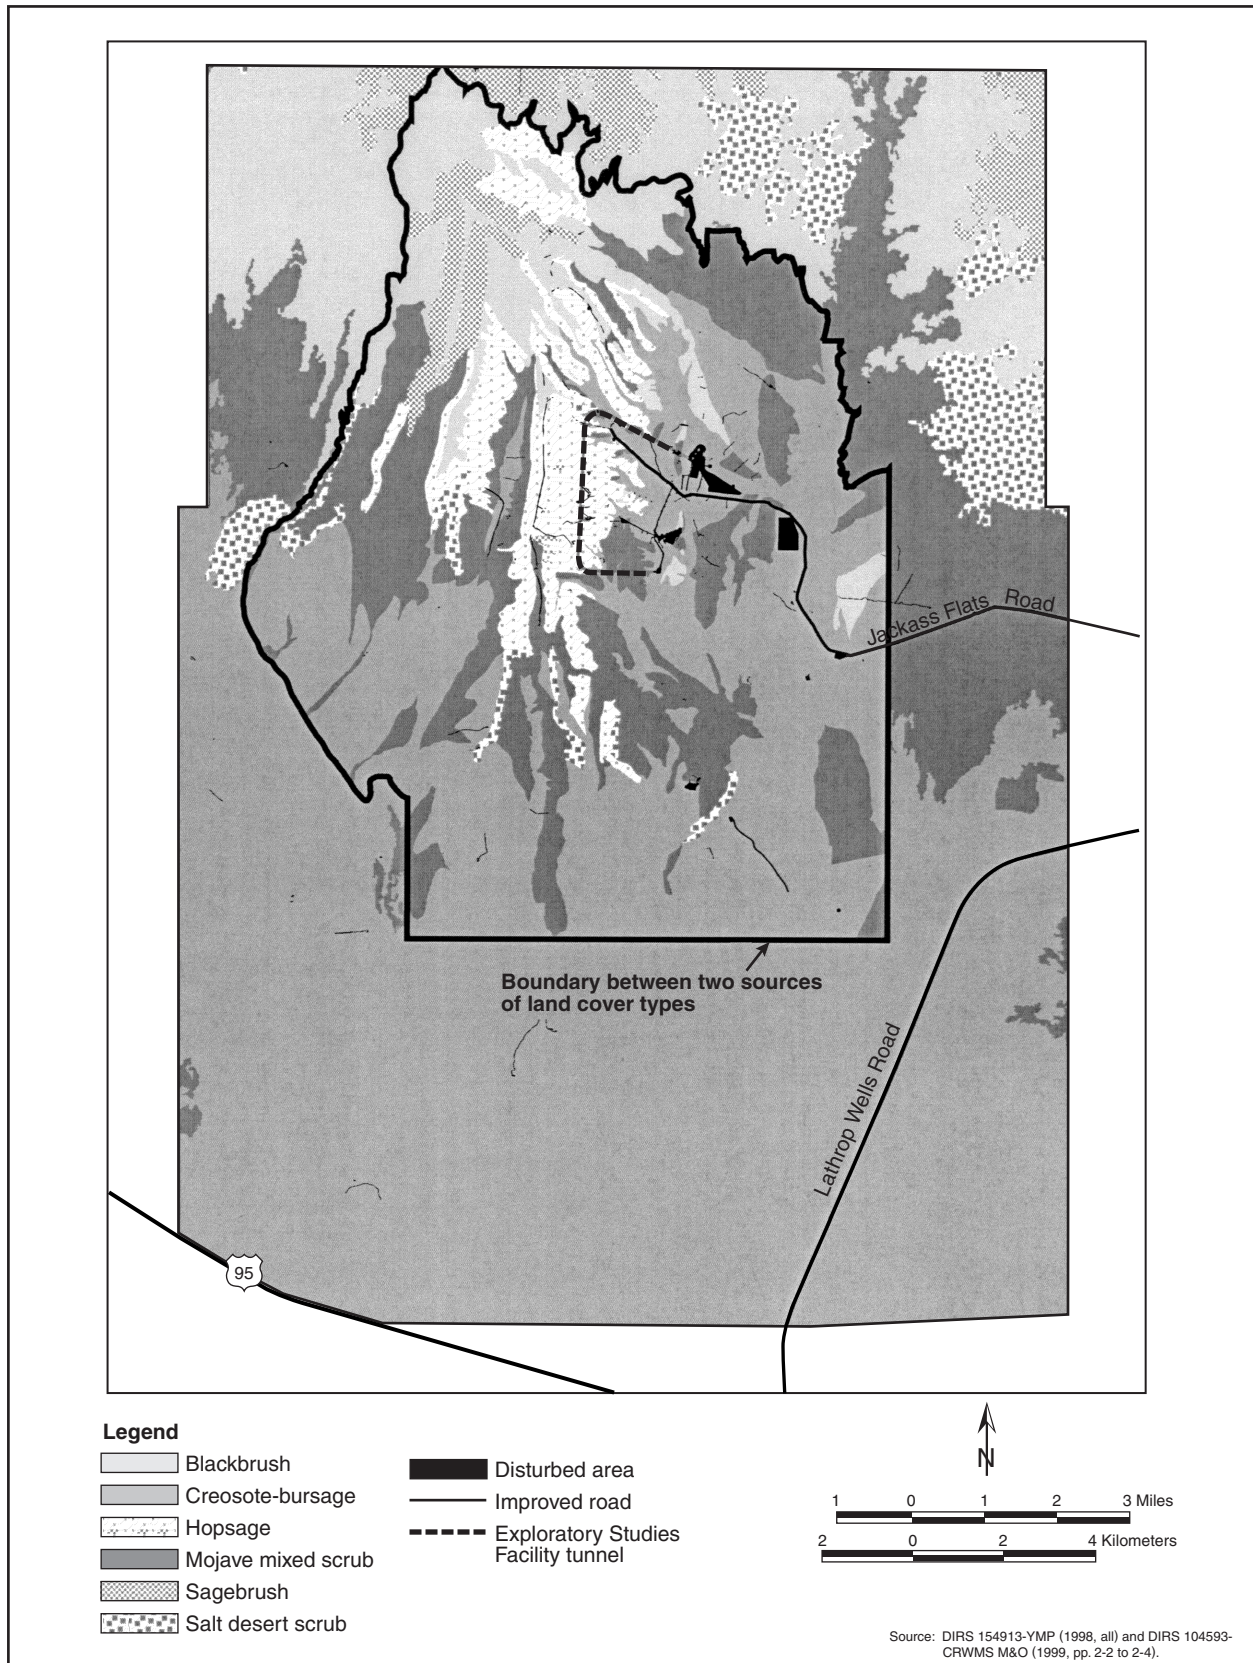 Jackass Flats Road
Boundary between two sources
of land cover types
Lathrop Wells Road
95
Legend
Blackbrush
Creosote-bursage
Hopsage
Mojave mixed scrub
Sagebrush
Salt desert scrub
Disturbed area
Improved road
Exploratory Studies
Facility tunnel
N
1 0 1 2 3 Miles
2 0 2 4 Kilometers
Source: DIRS 154913-YMP (1998, all) and DIRS 104593-
CRWMS M&O (1999, pp. 2-2 to 2-4).